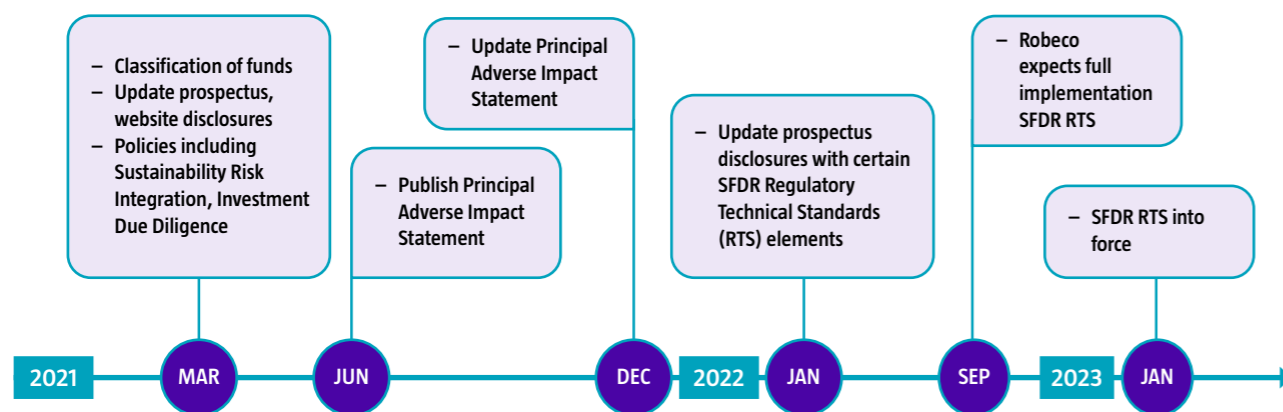 – Classification of funds
– Update prospectus,
website disclosures
– Policies including
Sustainability Risk
Integration, Investment
Due Diligence
– Publish Principal
Adverse Impact
Statement
– Update Principal
Adverse Impact
Statement
– Update prospectus
disclosures with certain
SFDR Regulatory
Technical Standards
(RTS) elements
– Robeco
expects full
implementation
SFDR RTS
– SFDR RTS into
force
2021
MAR
JUN
DEC
2022
JAN
SEP
2023
JAN